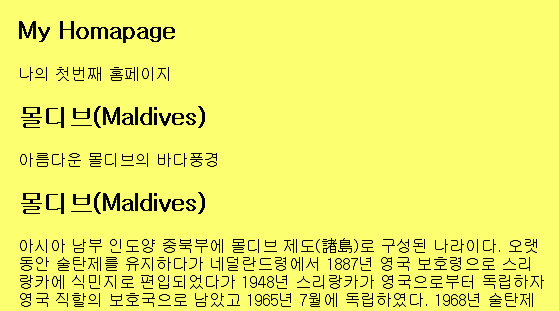 My Homapage
나의 첫번째 홈페이지
몰디브(Maldives)
아름다운 몰디브의 바다풍경
몰디브(Maldives)
아시아 남부 인도양 중북부에 몰디브 제도(諸島)로 구성된 나라이다. 오랫
동안 술탄제를 유지하다가 네덜란드령에서 1887년 영국 보호령으로 스리
랑카에 식민지로 편입되었다가 1948년 스리랑카가 영국으로부터 독립하자
영국 직할의 보호국으로 남았고 1965년 7월에 독립하였다. 1968년 술탄제